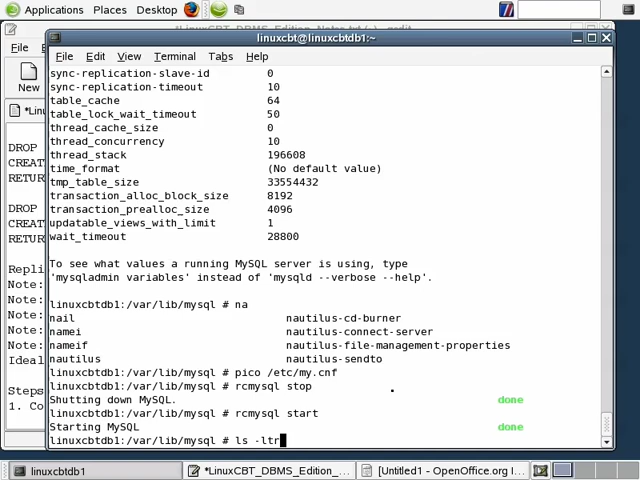 Places Desktop
*LinuxCBT_DBMS_Edition_Notes.txt (~) - gedit
linuxcbt@linuxcbtdb1:~
File
File Edit View Terminal Tabs Help
New
*Linu
DROP
CREAT
RETUR
DROP
CREAT
RETUR
Repli
Note:
Note:
Note:
Note:
Note:
Ideal
Steps
1. Co
sync-replication-slave-id 0
sync-replication-timeout 10
table_cache 64
table_lock_wait_timeout 50
thread_cache_size 0
thread_concurrency 10
thread_stack 196608
time_format (No default value)
tmp_table_size 33554432
transaction_alloc_block_size 8192
transaction_prealloc_size 4096
updatable_views_with_limit 1
wait_timeout 28800
To see what values a running MySQL server is using, type
'mysqladmin variables' instead of 'mysqld --verbose --help'.
linuxcbtdb1:/var/lib/mysql # na
nail nautilus-cd-burner
namei nautilus-connect-server
nameif nautilus-file-management-properties
nautilus nautilus-sendto
linuxcbtdb1:/var/lib/mysql # pico /etc/my.cnf
linuxcbtdb1:/var/lib/mysql # rcmysql stop
Shutting down MySQL. done
linuxcbtdb1:/var/lib/mysql # rcmysql start
Starting MySQL done
linuxcbtdb1:/var/lib/mysql # ls -ltr
linuxcbtdb1
*LinuxCBT_DBMS_Edition_...
[Untitled1 - OpenOffice.org I...